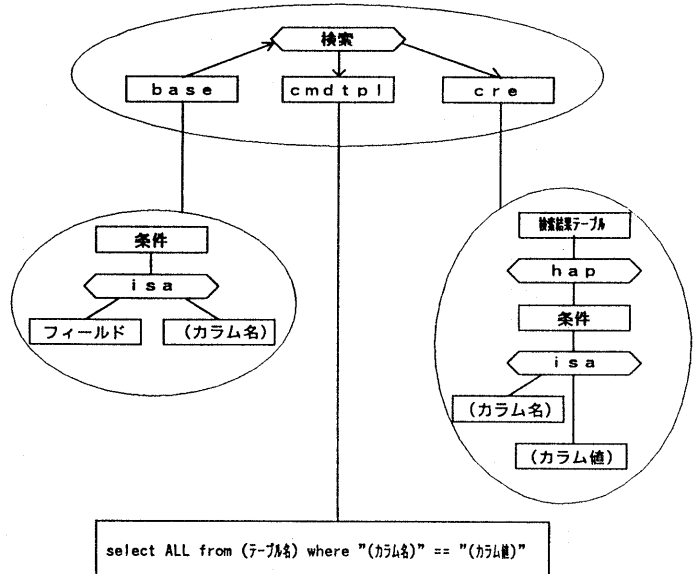 検索
base
cmdtpl
cre
条件
isa
フィールド
(カラム名)
検索結果テーブル
hap
条件
isa
(カラム名)
(カラム値)
select ALL from (テーブル名) where "(カラム名)" == "(カラム値)"